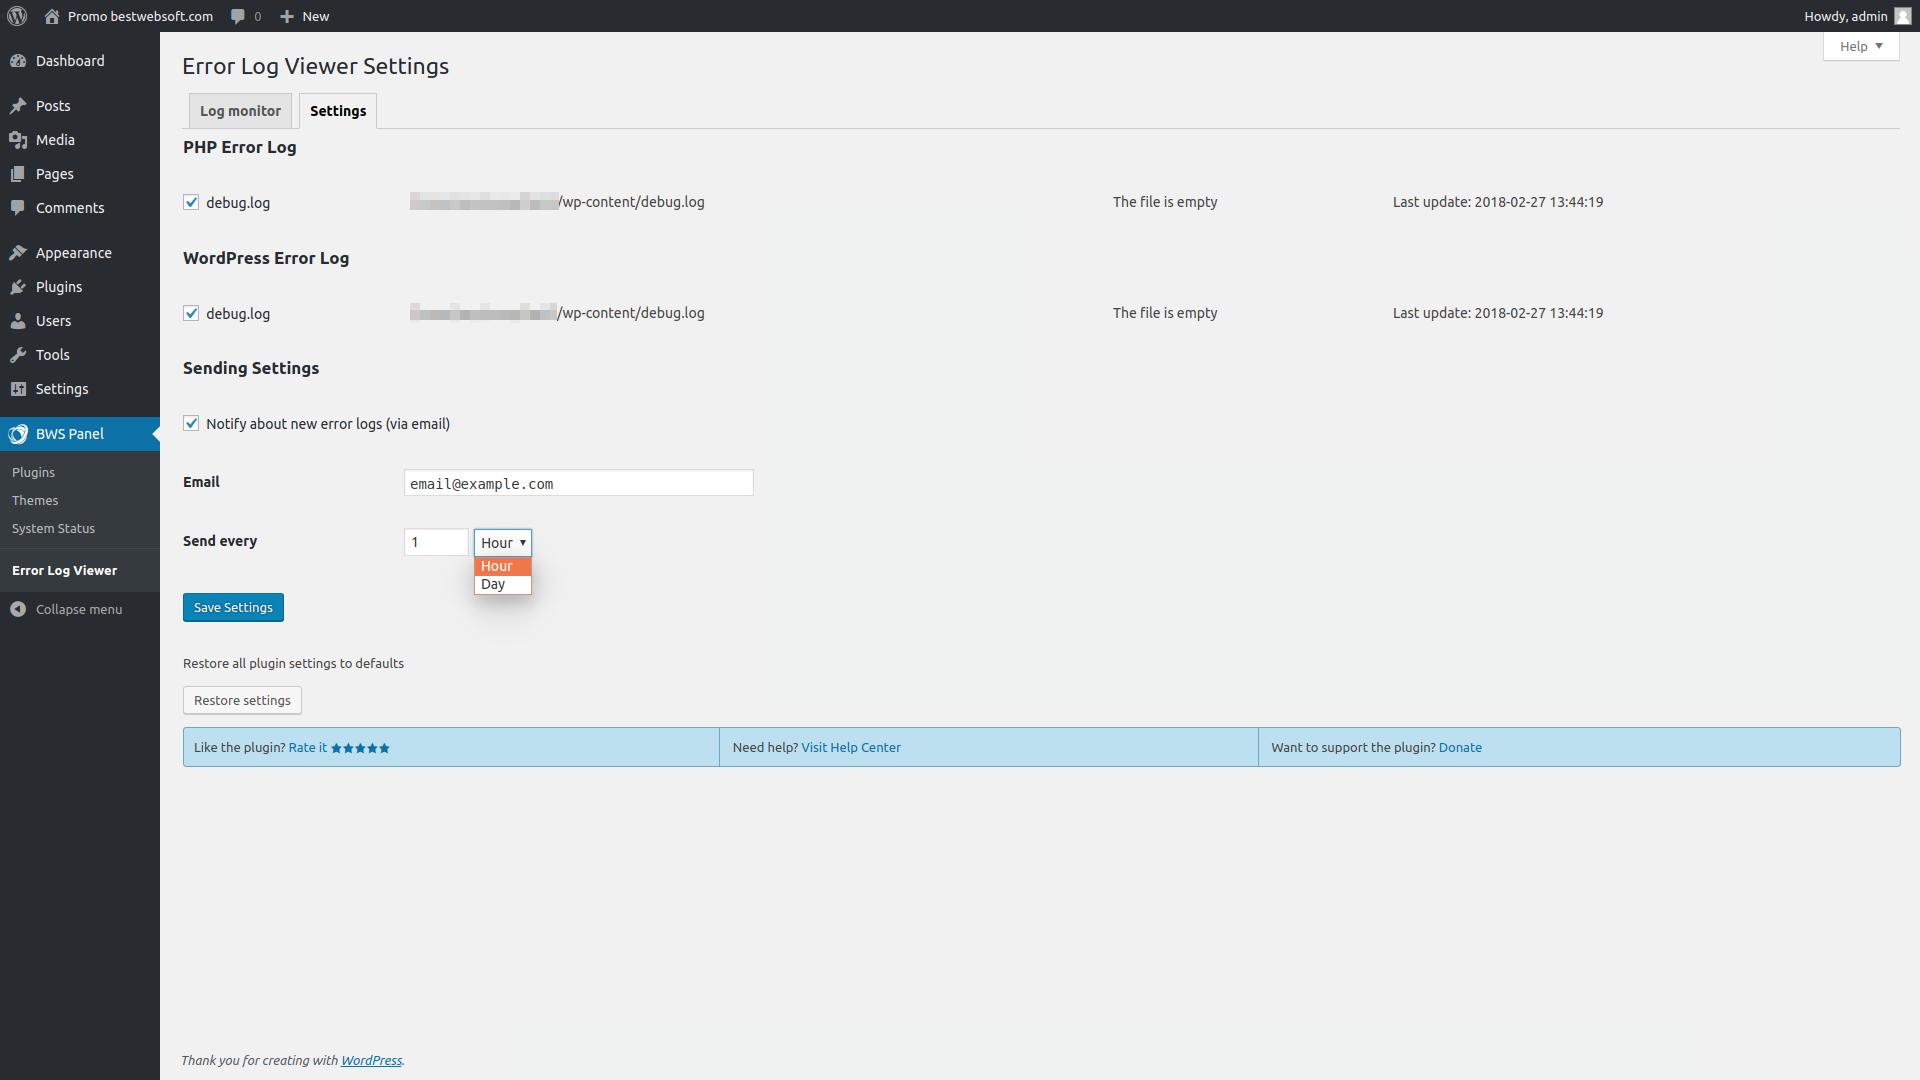 Promo bestwebsoft.com 0 New Howdy, admin
Help
Dashboard
Posts
Media
Pages
Comments
Appearance
Plugins
Users
Tools
Settings
BWS Panel
Plugins
Themes
System Status
Error Log Viewer
Collapse menu
Error Log Viewer Settings
Log monitor Settings
PHP Error Log
debug.log /wp-content/debug.log The file is empty Last update: 2018-02-27 13:44:19
WordPress Error Log
debug.log /wp-content/debug.log The file is empty Last update: 2018-02-27 13:44:19
Sending Settings
Notify about new error logs (via email)
Email email@example.com
Send every 1 Hour
Hour
Day
Save Settings
Restore all plugin settings to defaults
Restore settings
Like the plugin? Rate it Need help? Visit Help Center Want to support the plugin? Donate
Thank you for creating with WordPress.